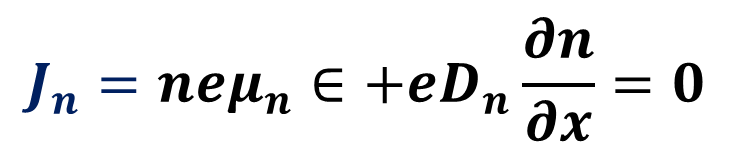 Jₙ = neμₙ ∈ +eDₙ ∂n/∂x = 0